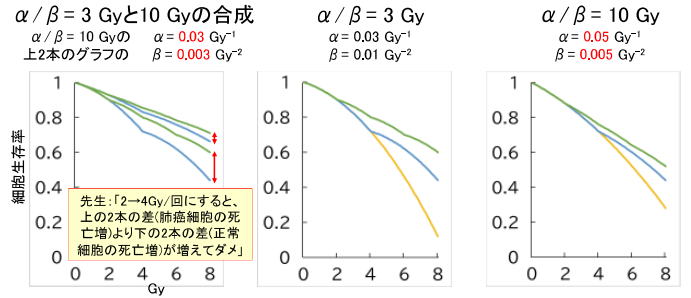 α/β= 3 Gyと10 Gyの合成
α/β= 10 Gyの α= 0.03 Gy-1
上2本のグラフの β= 0.003 Gy-2
α/β= 3 Gy
α= 0.03 Gy-1
β= 0.01 Gy-2
α/β= 10 Gy
α= 0.05 Gy-1
β= 0.005 Gy-2
細胞生存率
1
0.8
0.6
0.4
0.2
0
0 2 4 6 8
Gy
先生:「2→4Gy/回にすると、
上の2本の差(肺癌細胞の死
亡増)より下の2本の差(正常
細胞の死亡増)が増えてダメ」
1
0.8
0.6
0.4
0.2
0
0 2 4 6 8
1
0.8
0.6
0.4
0.2
0
0 2 4 6 8